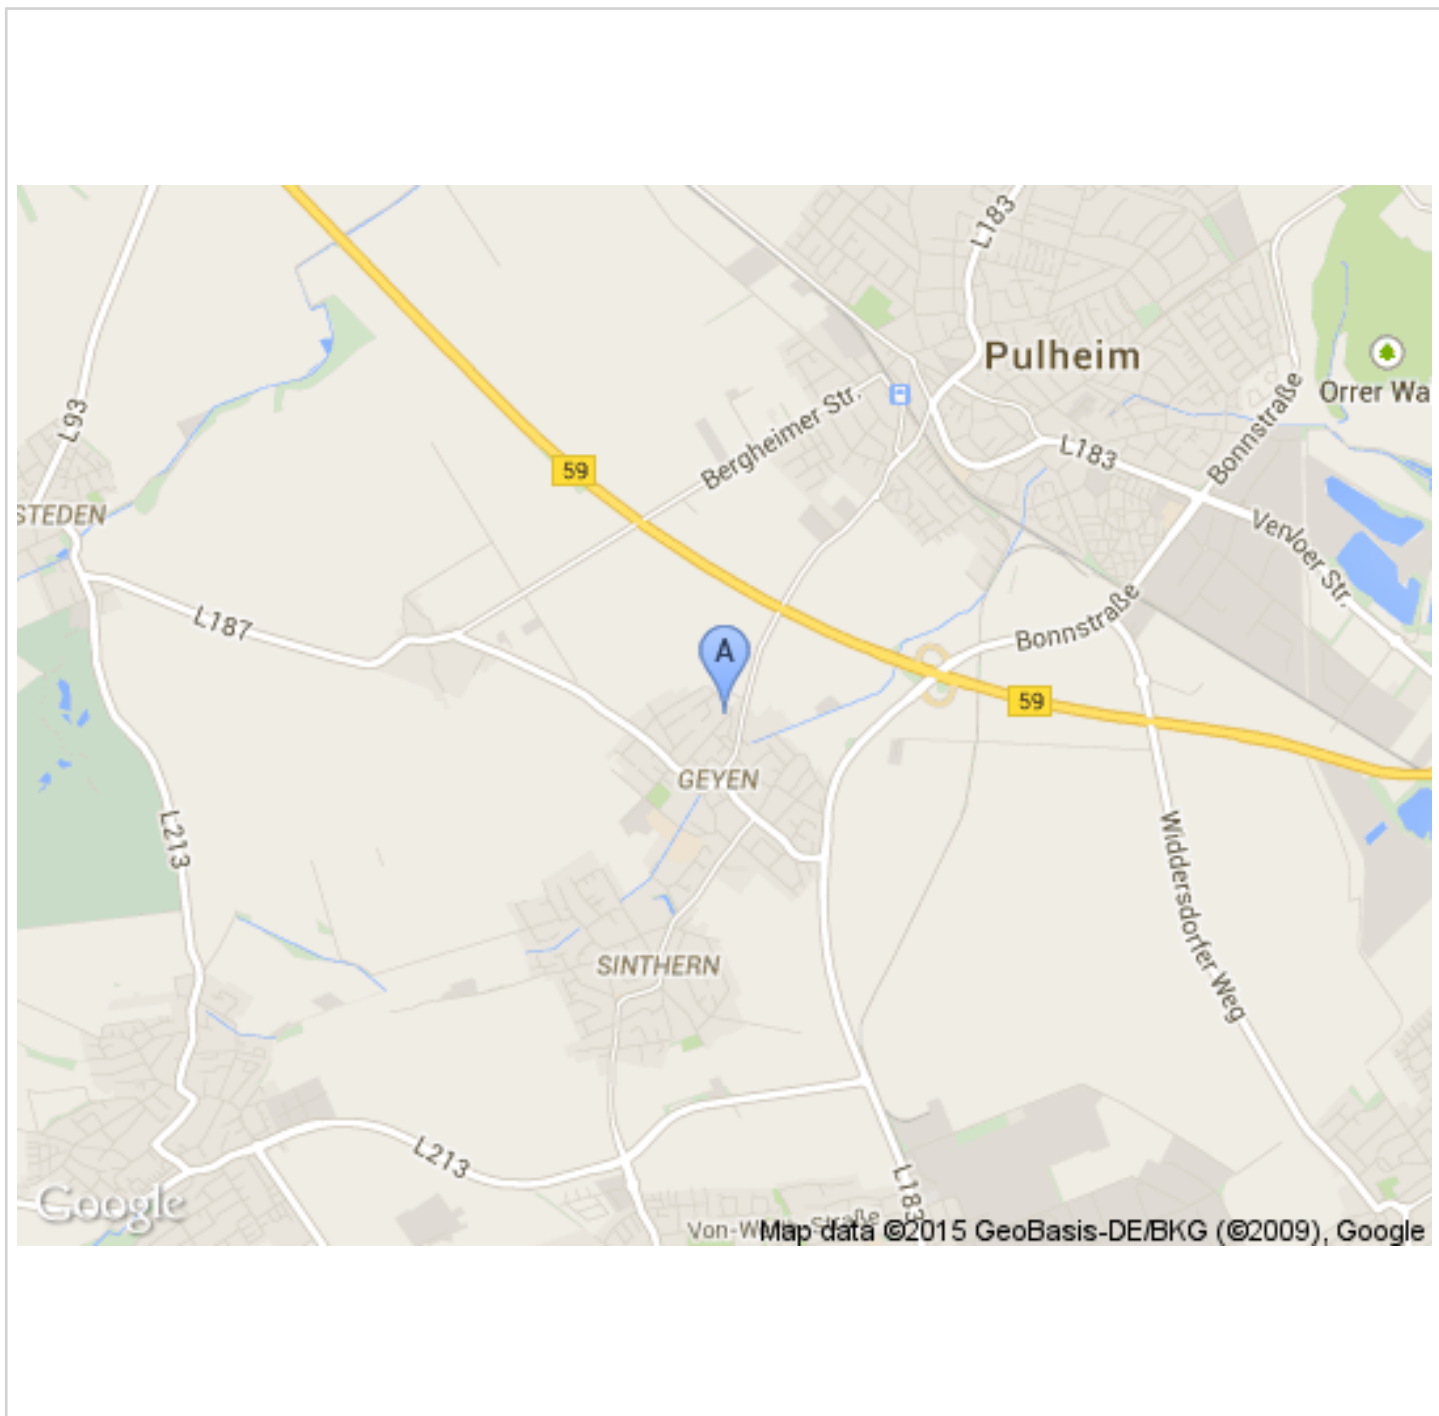 L183
Pulheim
Orrer Wa
Bergheimer Str.
Bonnstraße
L93
59
L183
STEDEN
Venloer Str.
L187
Bonnstraße
A
59
GEYEN
L213
Widdersdorfer Weg
SINTHERN
L213
L183
Google
Map data ©2015 GeoBasis-DE/BKG (©2009), Google